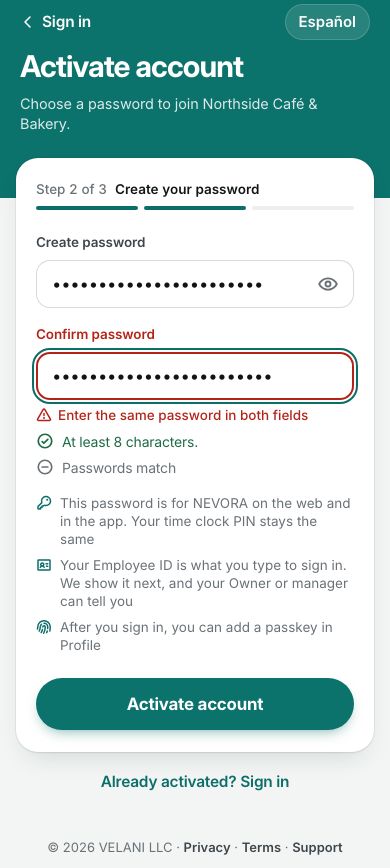 Sign in
Español
Activate account
Choose a password to join Northside Café &
Bakery.
Step 2 of 3 Create your password
Create password
••••••••••••••••••••••••
Confirm password
•••••••••••••••••••••••••
Enter the same password in both fields
At least 8 characters.
Passwords match
This password is for NEVORA on the web and
in the app. Your time clock PIN stays the
same
Your Employee ID is what you type to sign in.
We show it next, and your Owner or manager
can tell you
After you sign in, you can add a passkey in
Profile
Activate account
Already activated? Sign in
© 2026 VELANI LLC · Privacy · Terms · Support